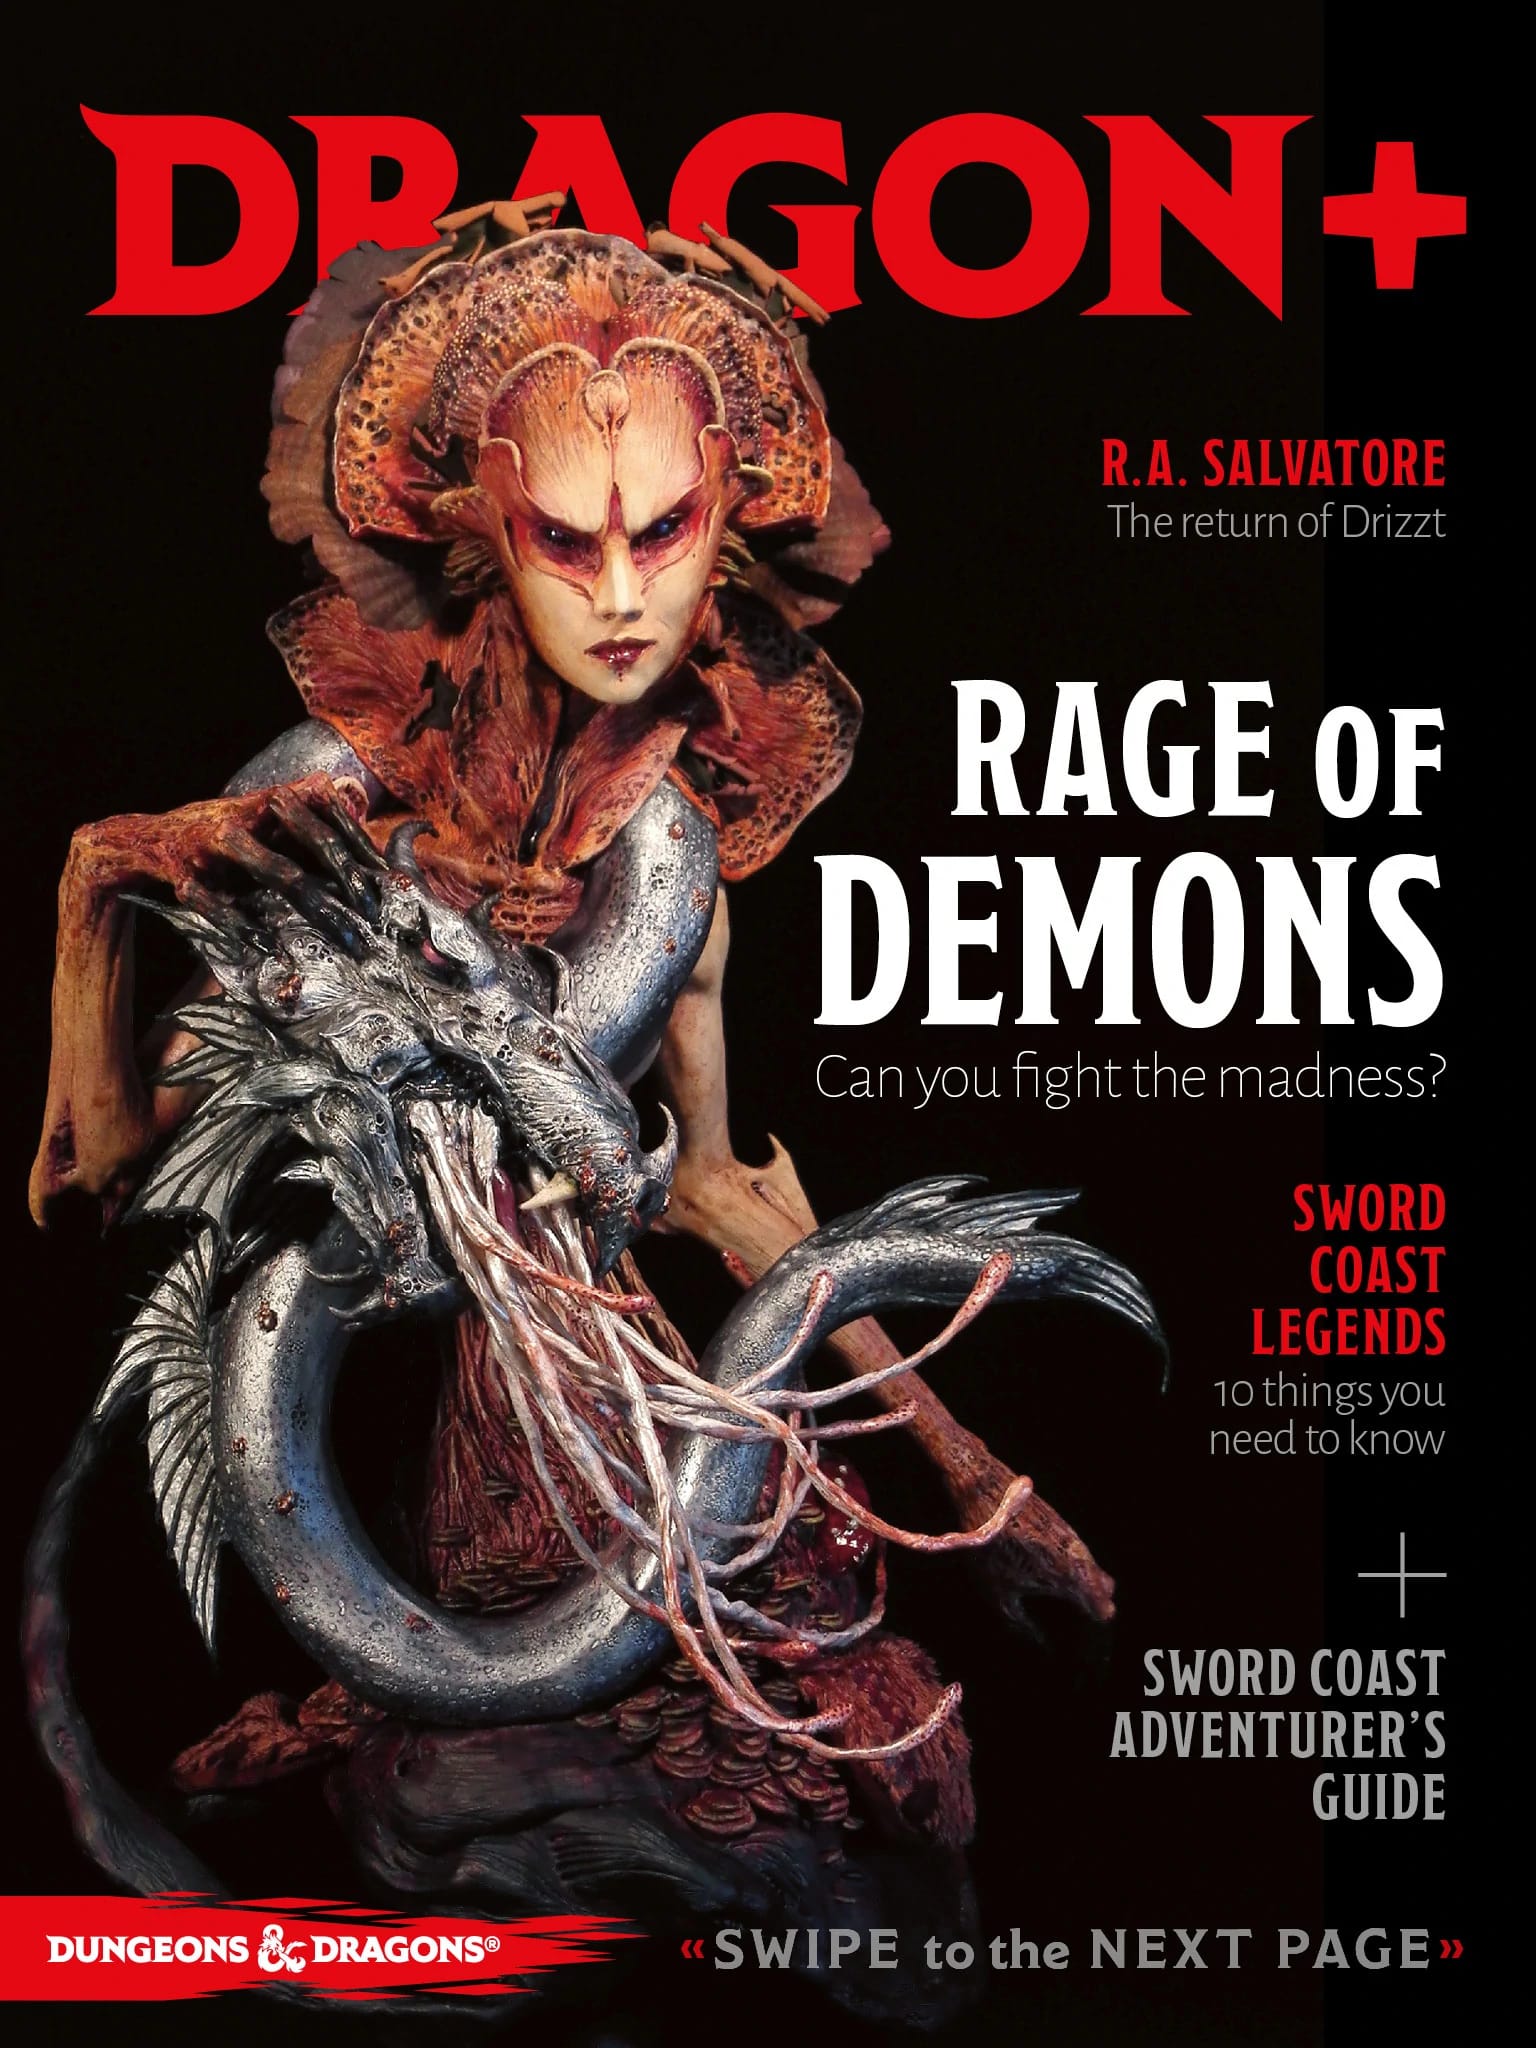 DRAGON+
R.A. SALVATORE
The return of Drizzt
RAGE OF
DEMONS
Can you fight the madness?
SWORD
COAST
LEGENDS
10 things you
need to know
+
SWORD COAST
ADVENTURER'S
GUIDE
DUNGEONS & DRAGONS®
«SWIPE to the NEXT PAGE»